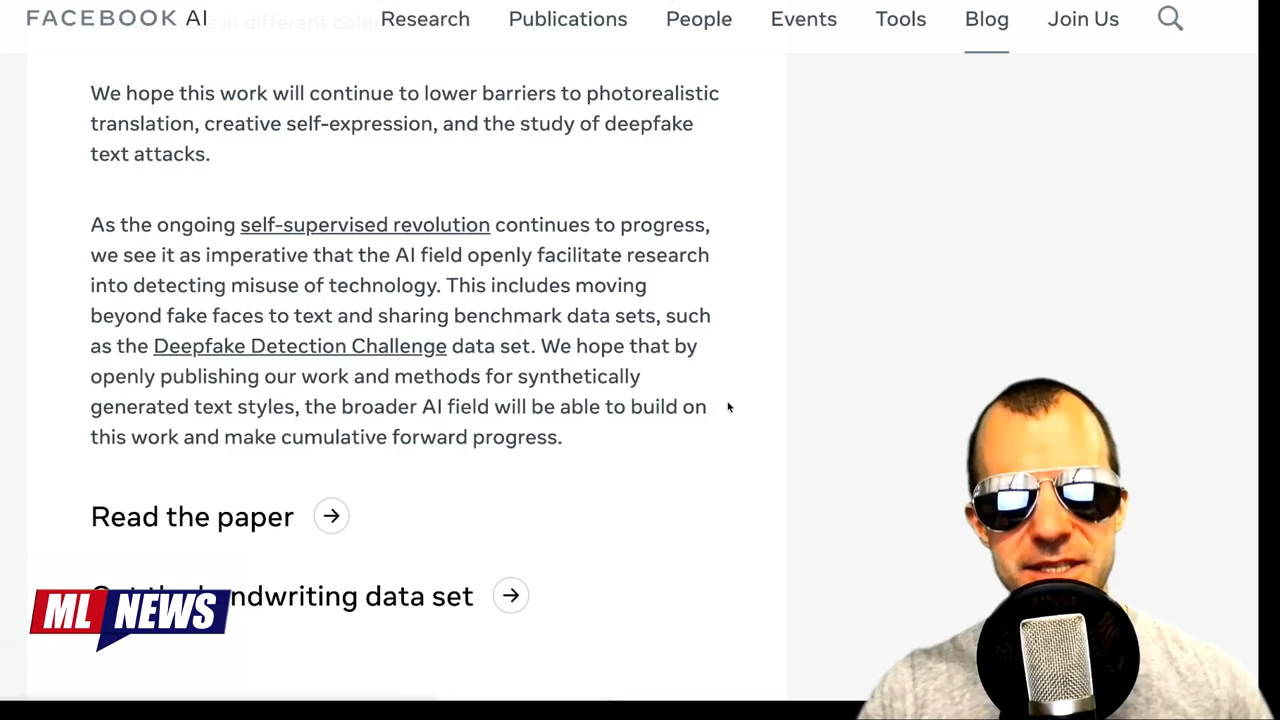 FACEBOOK AI
Research
Publications
People
Events
Tools
Blog
Join Us
in different color
We hope this work will continue to lower barriers to photorealistic
translation, creative self-expression, and the study of deepfake
text attacks.
As the ongoing self-supervised revolution continues to progress,
we see it as imperative that the AI field openly facilitate research
into detecting misuse of technology. This includes moving
beyond fake faces to text and sharing benchmark data sets, such
as the Deepfake Detection Challenge data set. We hope that by
openly publishing our work and methods for synthetically
generated text styles, the broader AI field will be able to build on
this work and make cumulative forward progress.
Read the paper
data set
ML NEWS